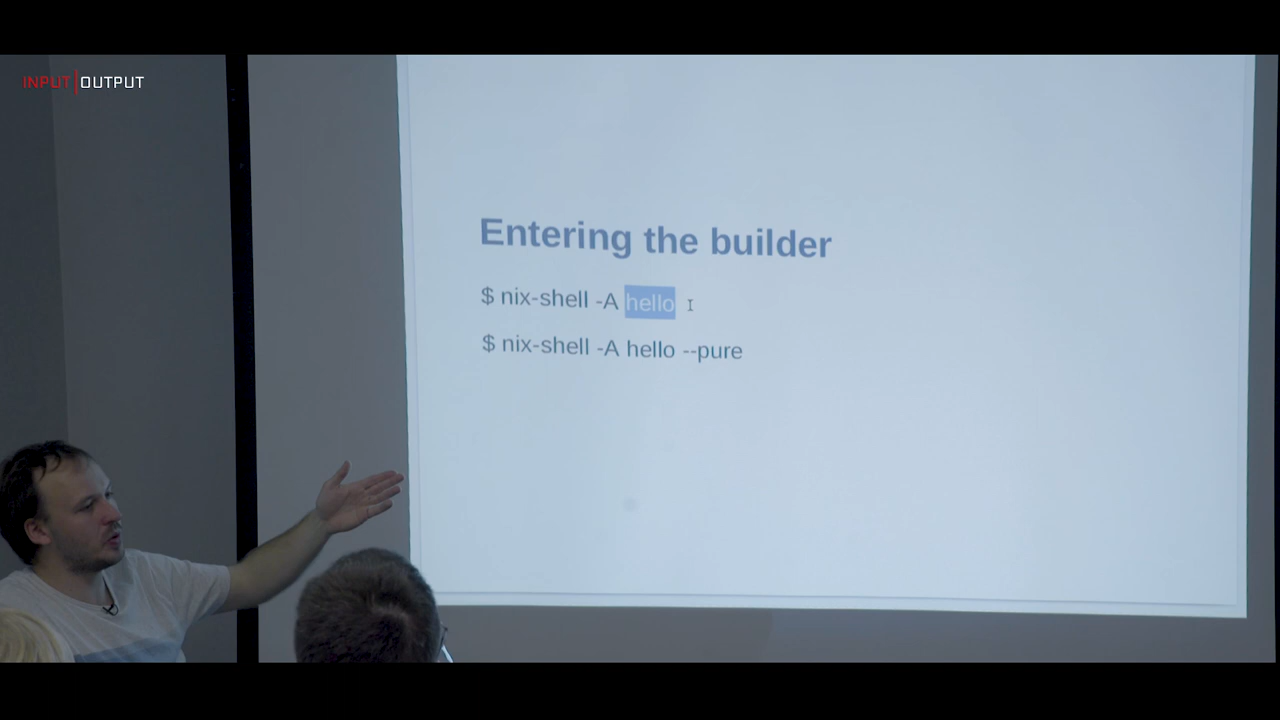 INPUT|OUTPUT
Entering the builder
$ nix-shell -A hello
$ nix-shell -A hello --pure